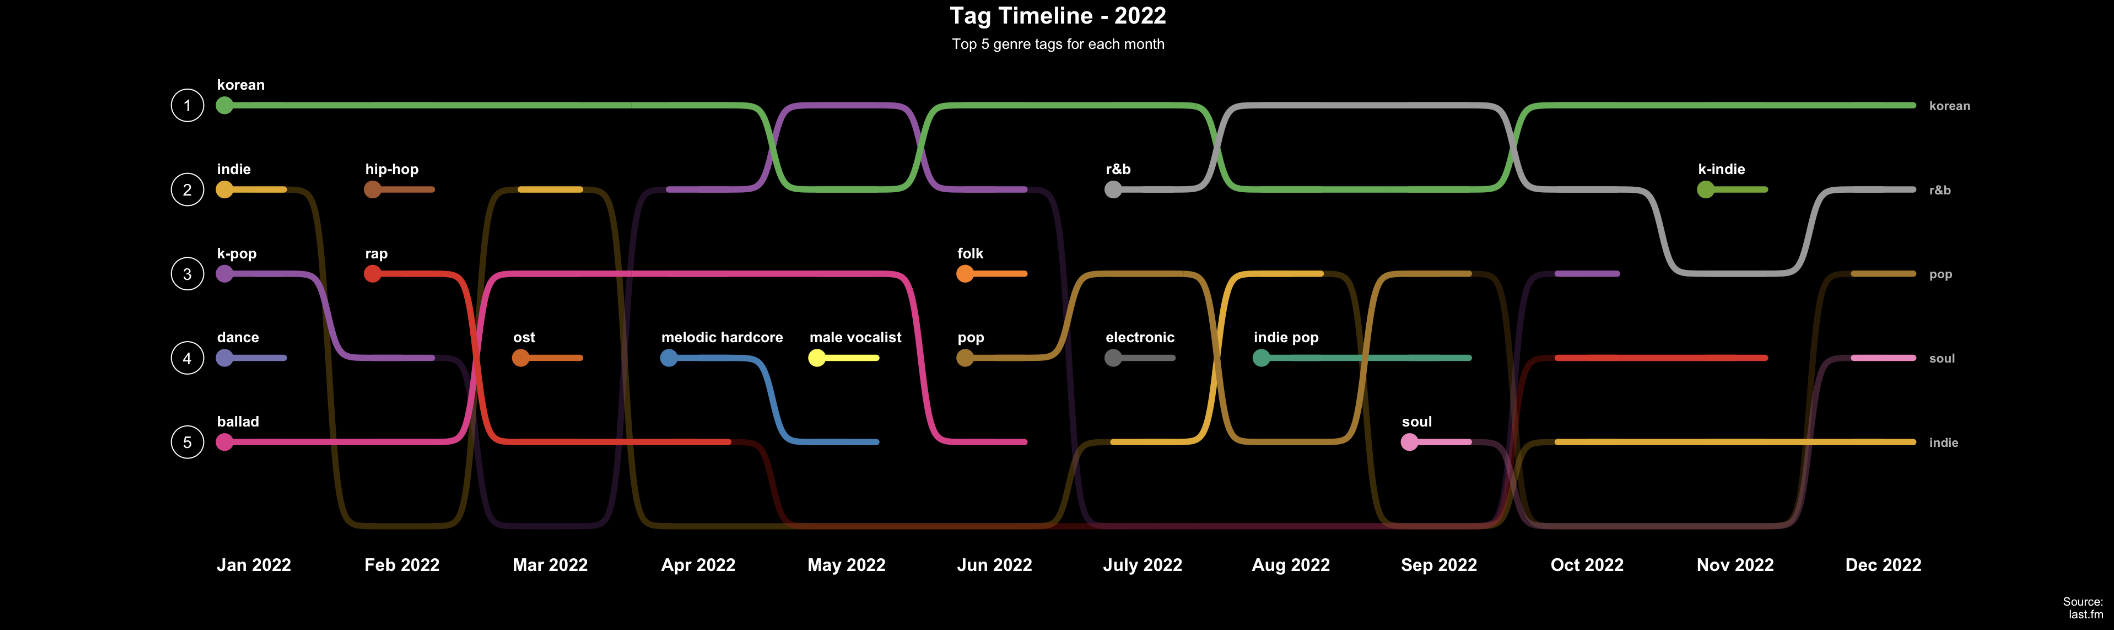 Tag Timeline - 2022
Top 5 genre tags for each month
korean
1
korean
indie
hip-hop
r&b
k-indie
2
r&b
k-pop
rap
folk
3
pop
dance
ost
melodic hardcore
male vocalist
pop
electronic
indie pop
4
soul
ballad
soul
5
indie
Jan 2022
Feb 2022
Mar 2022
Apr 2022
May 2022
Jun 2022
July 2022
Aug 2022
Sep 2022
Oct 2022
Nov 2022
Dec 2022
Source:
last.fm